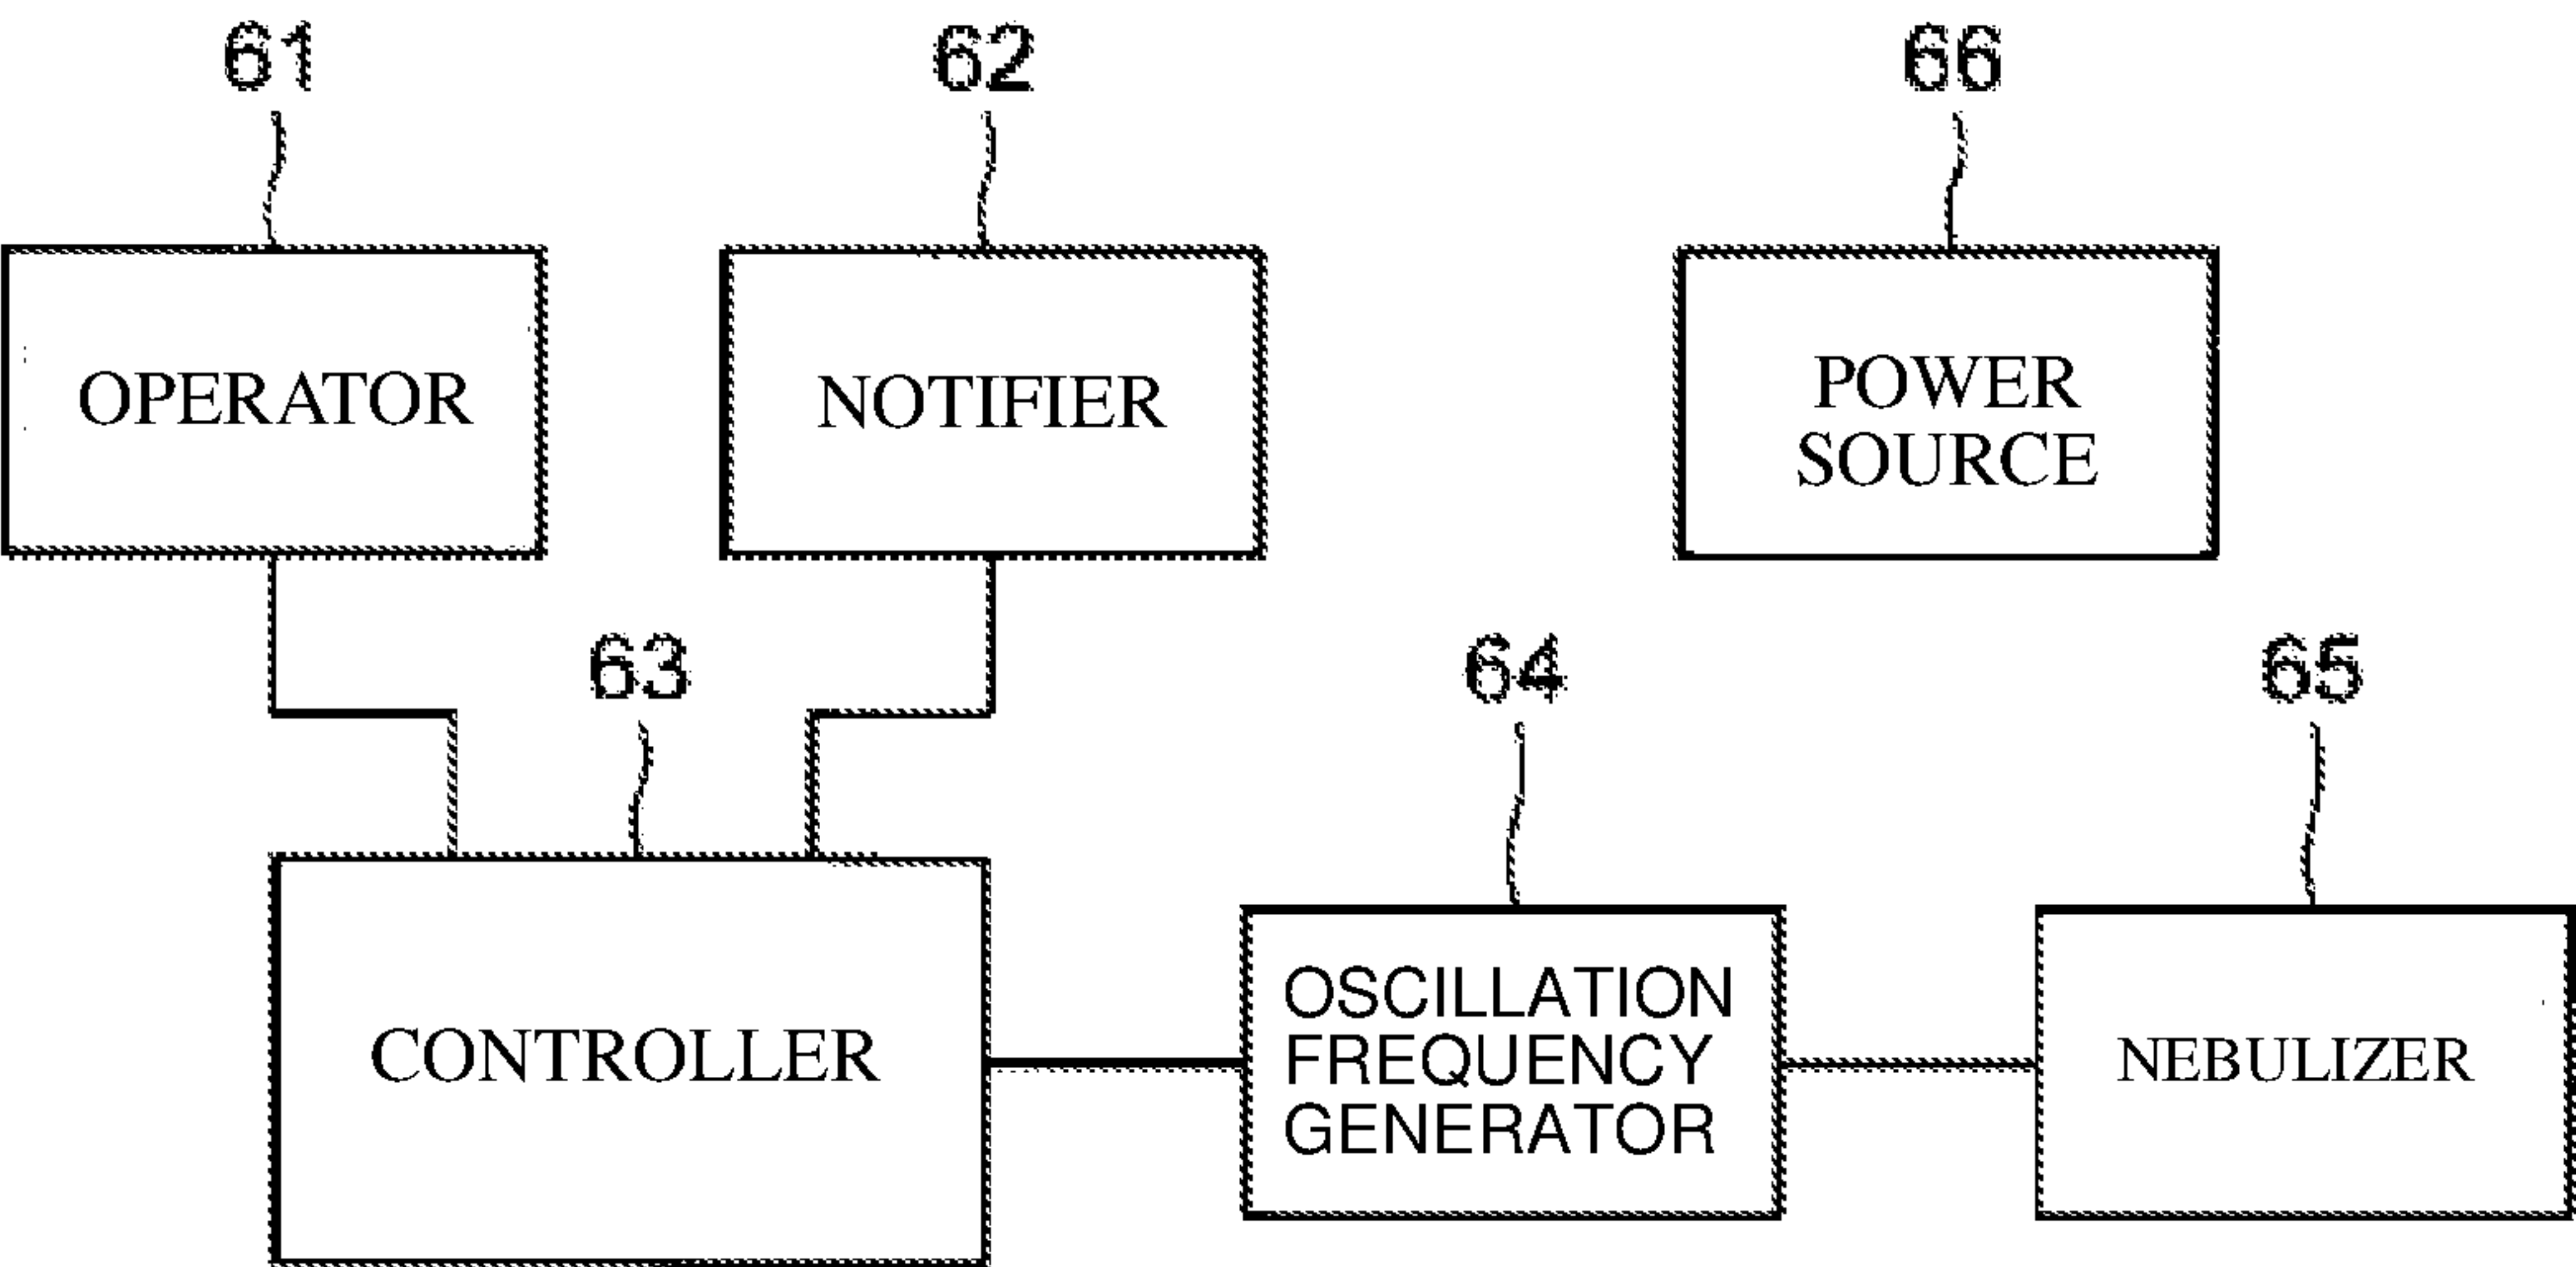 61
62
66
OPERATOR
NOTIFIER
POWER
SOURCE
63
64
65
CONTROLLER
OSCILLATION
FREQUENCY
GENERATOR
NEBULIZER